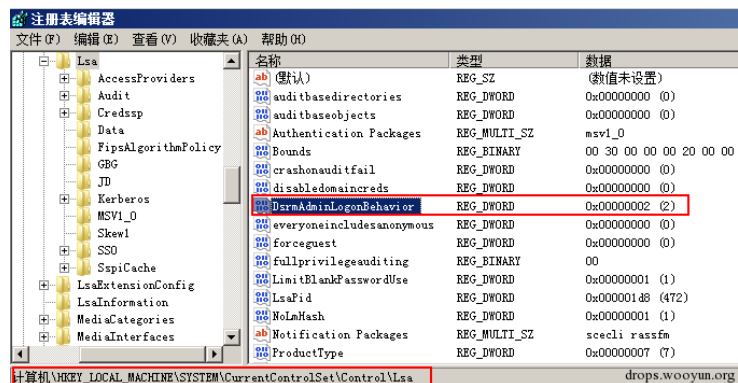 注册表编辑器
文件(F) 编辑(E) 查看(V) 收藏夹(A) 帮助(H)
Lsa
AccessProviders
Audit
Credssp
Data
FipsAlgorithmPolicy
GBG
JD
Kerberos
MSV1_0
Skew1
SSO
SspiCache
LsaExtensionConfig
LsaInformation
MediaCategories
MediaInterfaces
名称 类型 数据
(默认) REG_SZ (数值未设置)
auditbasedirectories REG_DWORD 0x00000000 (0)
auditbaseobjects REG_DWORD 0x00000000 (0)
Authentication Packages REG_MULTI_SZ msv1_0
Bounds REG_BINARY 00 30 00 00 00 20 00 00
crashonauditfail REG_DWORD 0x00000000 (0)
disabledomaincreds REG_DWORD 0x00000000 (0)
DsrmAdminLogonBehavior REG_DWORD 0x00000002 (2)
everyoneincludesanonymous REG_DWORD 0x00000000 (0)
forceguest REG_DWORD 0x00000000 (0)
fullprivilegeauditing REG_BINARY 00
LimitBlankPasswordUse REG_DWORD 0x00000001 (1)
LsaPid REG_DWORD 0x000001d8 (472)
NoLmHash REG_DWORD 0x00000001 (1)
Notification Packages REG_MULTI_SZ scecli rassfm
ProductType REG_DWORD 0x00000007 (7)
计算机\HKEY_LOCAL_MACHINE\SYSTEM\CurrentControlSet\Control\Lsa
drops.wooyun.org